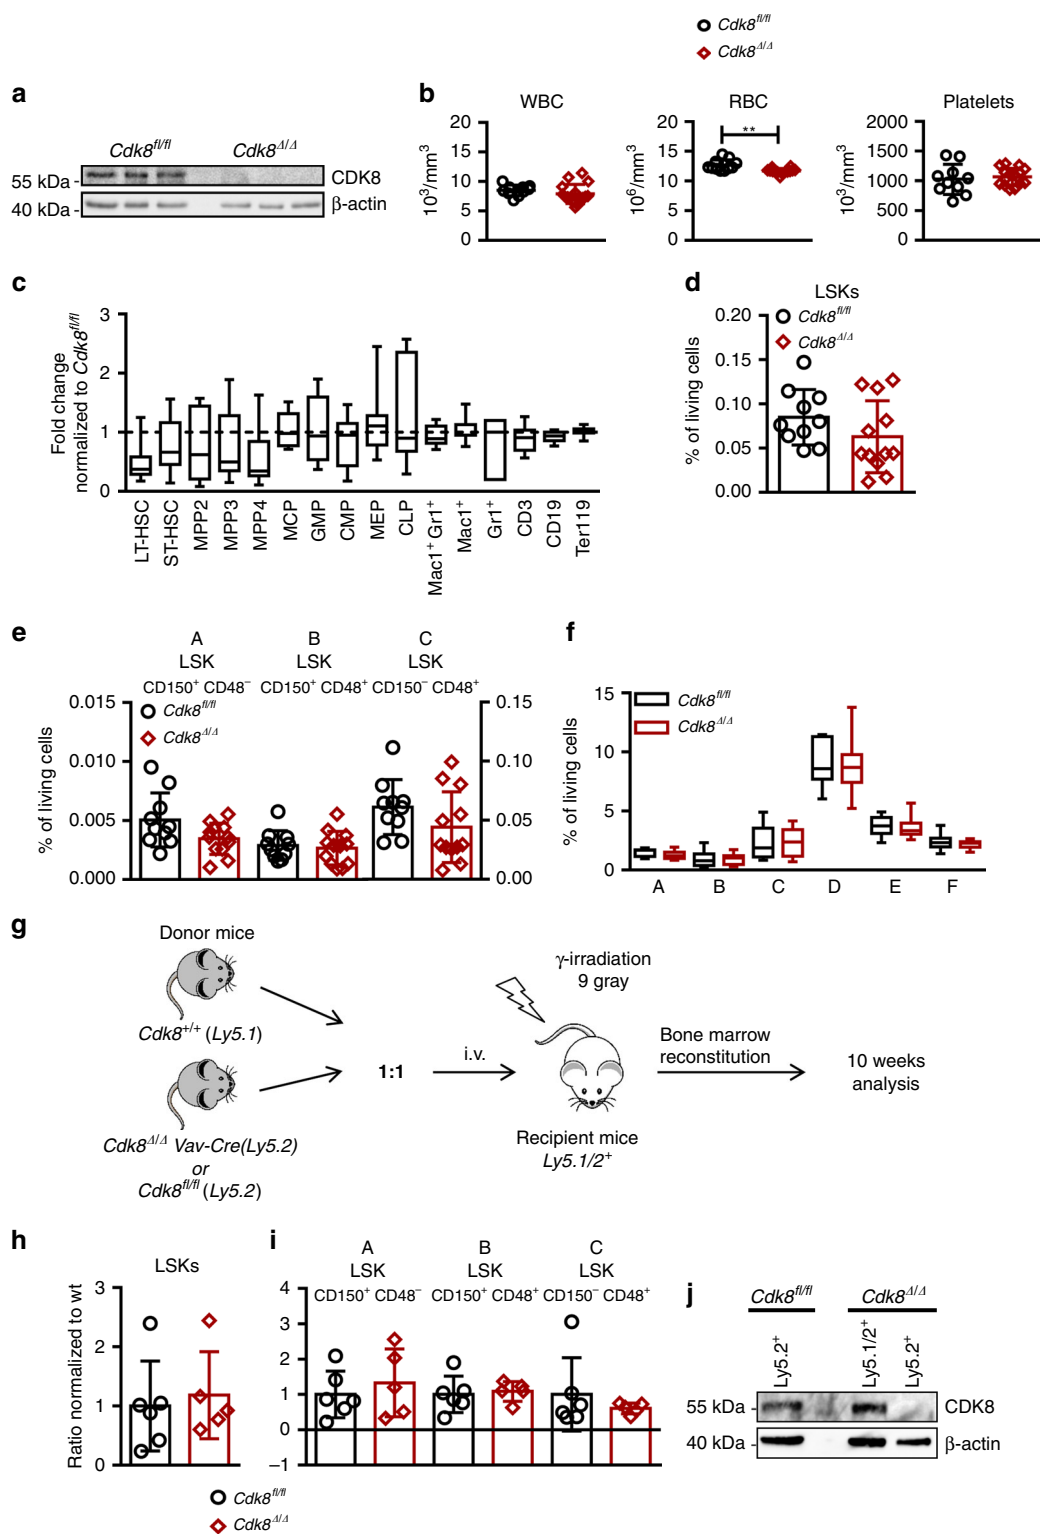 Cdk8fl/fl
Cdk8Δ/Δ
a
Cdk8fl/fl Cdk8Δ/Δ
55 kDa - CDK8
40 kDa - β-actin
b
WBC
10³/mm³
20
15
10
5
0
RBC
**
10⁶/mm³
20
15
10
5
0
Platelets
10³/mm³
2000
1500
1000
500
0
c
Fold change
normalized to Cdk8fl/fl
3
2
1
0
LT-HSC
ST-HSC
MPP2
MPP3
MPP4
MCP
GMP
CMP
MEP
CLP
Mac1⁺ Gr1⁺
Mac1⁺
Gr1⁺
CD3
CD19
Ter119
d
LSKs
Cdk8fl/fl
Cdk8Δ/Δ
% of living cells
0.20
0.15
0.10
0.05
0.00
e
A B C
LSK LSK LSK
CD150⁺ CD48⁻ CD150⁺ CD48⁺ CD150⁻ CD48⁺
Cdk8fl/fl
Cdk8Δ/Δ
% of living cells
0.015
0.010
0.005
0.000
0.15
0.10
0.05
0.00
f
Cdk8fl/fl
Cdk8Δ/Δ
% of living cells
15
10
5
0
A B C D E F
g
Donor mice
Cdk8+/+ (Ly5.1)
Cdk8Δ/Δ Vav-Cre(Ly5.2)
or
Cdk8fl/fl (Ly5.2)
1:1
i.v.
γ-irradiation
9 gray
Recipient mice
Ly5.1/2⁺
Bone marrow
reconstitution
10 weeks
analysis
h
LSKs
Ratio normalized to wt
3
2
1
0
i
A B C
LSK LSK LSK
CD150⁺ CD48⁻ CD150⁺ CD48⁺ CD150⁻ CD48⁺
4
3
2
1
0
–1
Cdk8fl/fl
Cdk8Δ/Δ
j
Cdk8fl/fl Cdk8Δ/Δ
Ly5.2⁺ Ly5.1/2⁺ Ly5.2⁺
55 kDa - CDK8
40 kDa - β-actin